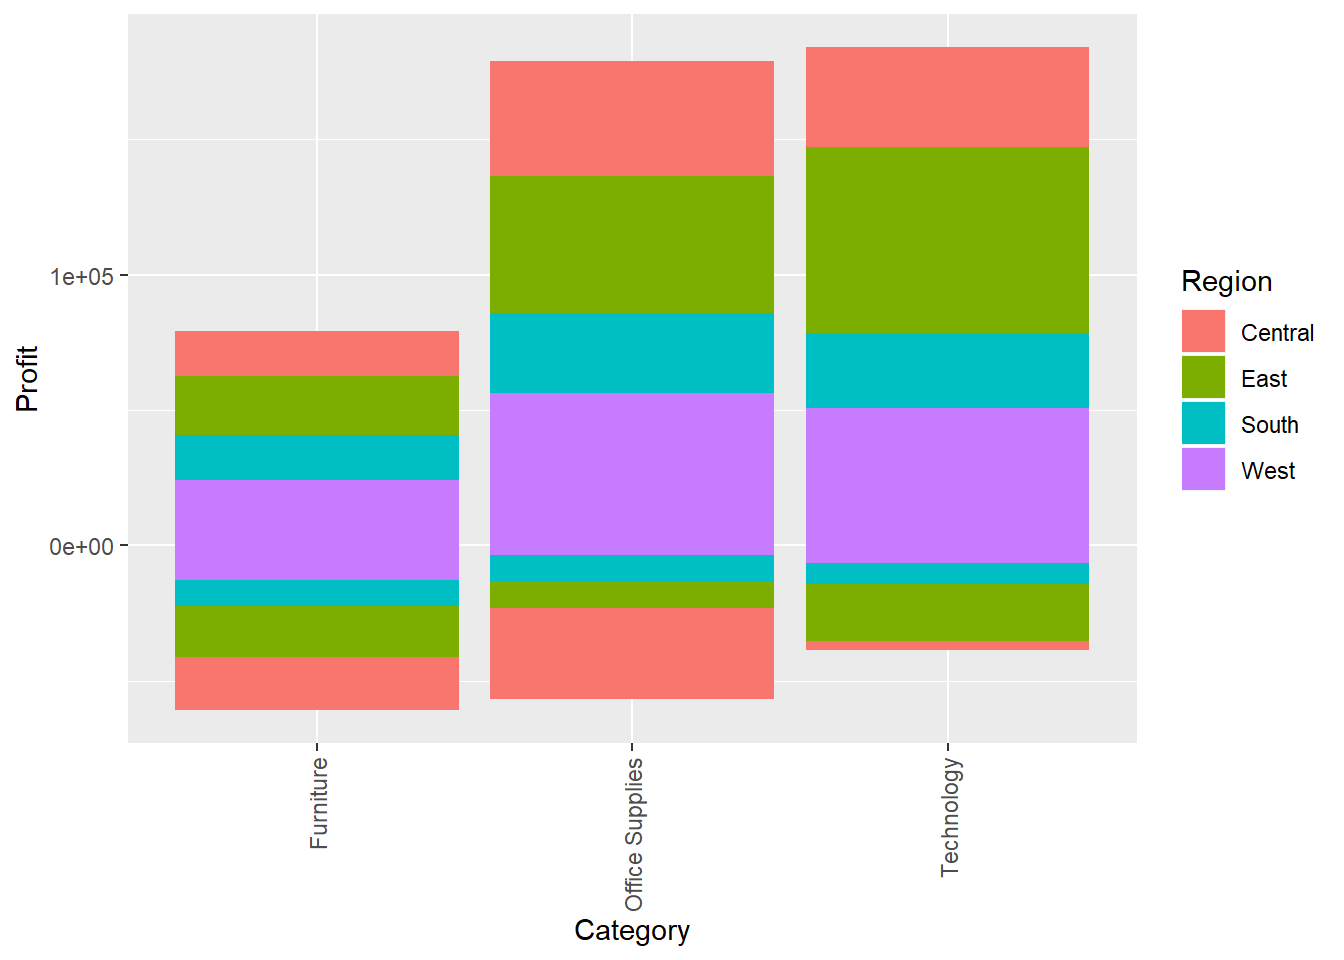 Profit
1e+05
0e+00
Furniture
Office Supplies
Technology
Category
Region
Central
East
South
West